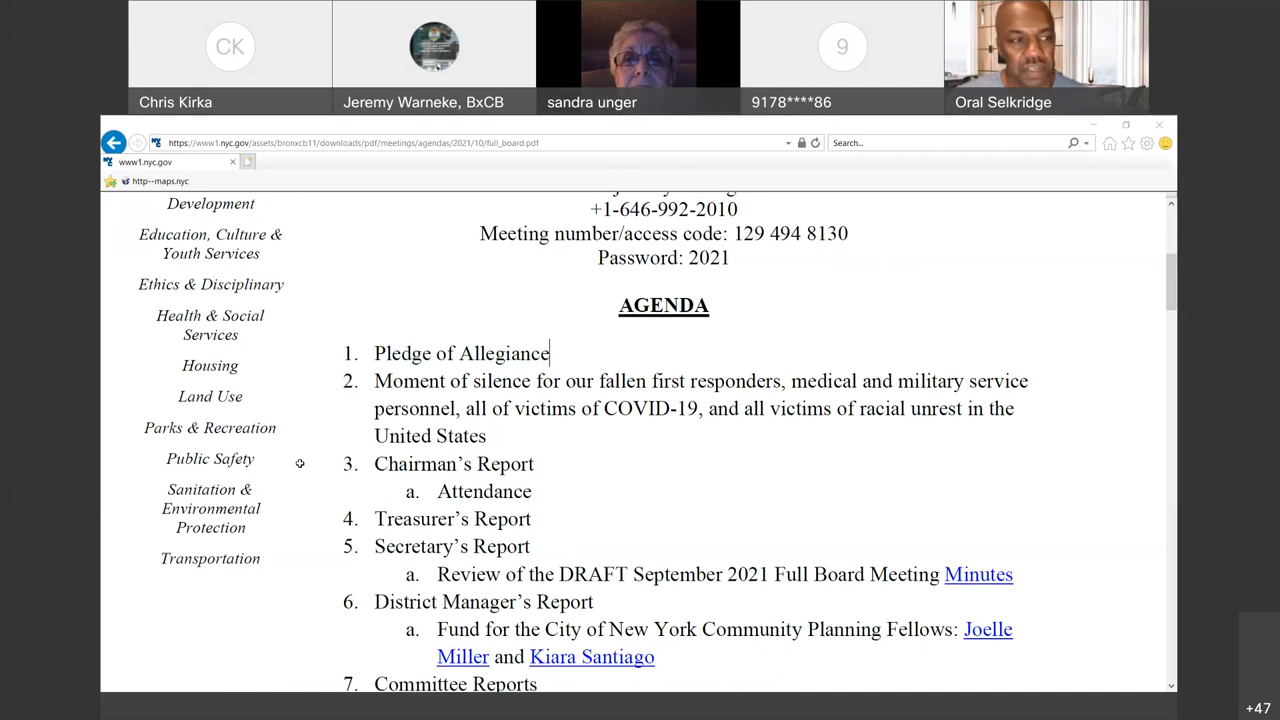 CK
9
Chris Kirka
Jeremy Warneke, BxCB
sandra unger
9178****86
Oral Selkridge
https://www1.nyc.gov/assets/bronxcb11/downloads/pdf/meetings/agendas/2021/10/full_board.pdf
Search...
www1.nyc.gov
http--maps.nyc
Development
Education, Culture &
Youth Services
Ethics & Disciplinary
Health & Social
Services
Housing
Land Use
Parks & Recreation
Public Safety
Sanitation &
Environmental
Protection
Transportation
+1-646-992-2010
Meeting number/access code: 129 494 8130
Password: 2021
AGENDA
1. Pledge of Allegiance
2. Moment of silence for our fallen first responders, medical and military service
personnel, all of victims of COVID-19, and all victims of racial unrest in the
United States
3. Chairman's Report
a. Attendance
4. Treasurer's Report
5. Secretary's Report
a. Review of the DRAFT September 2021 Full Board Meeting Minutes
6. District Manager's Report
a. Fund for the City of New York Community Planning Fellows: Joelle
Miller and Kiara Santiago
7. Committee Reports
+47